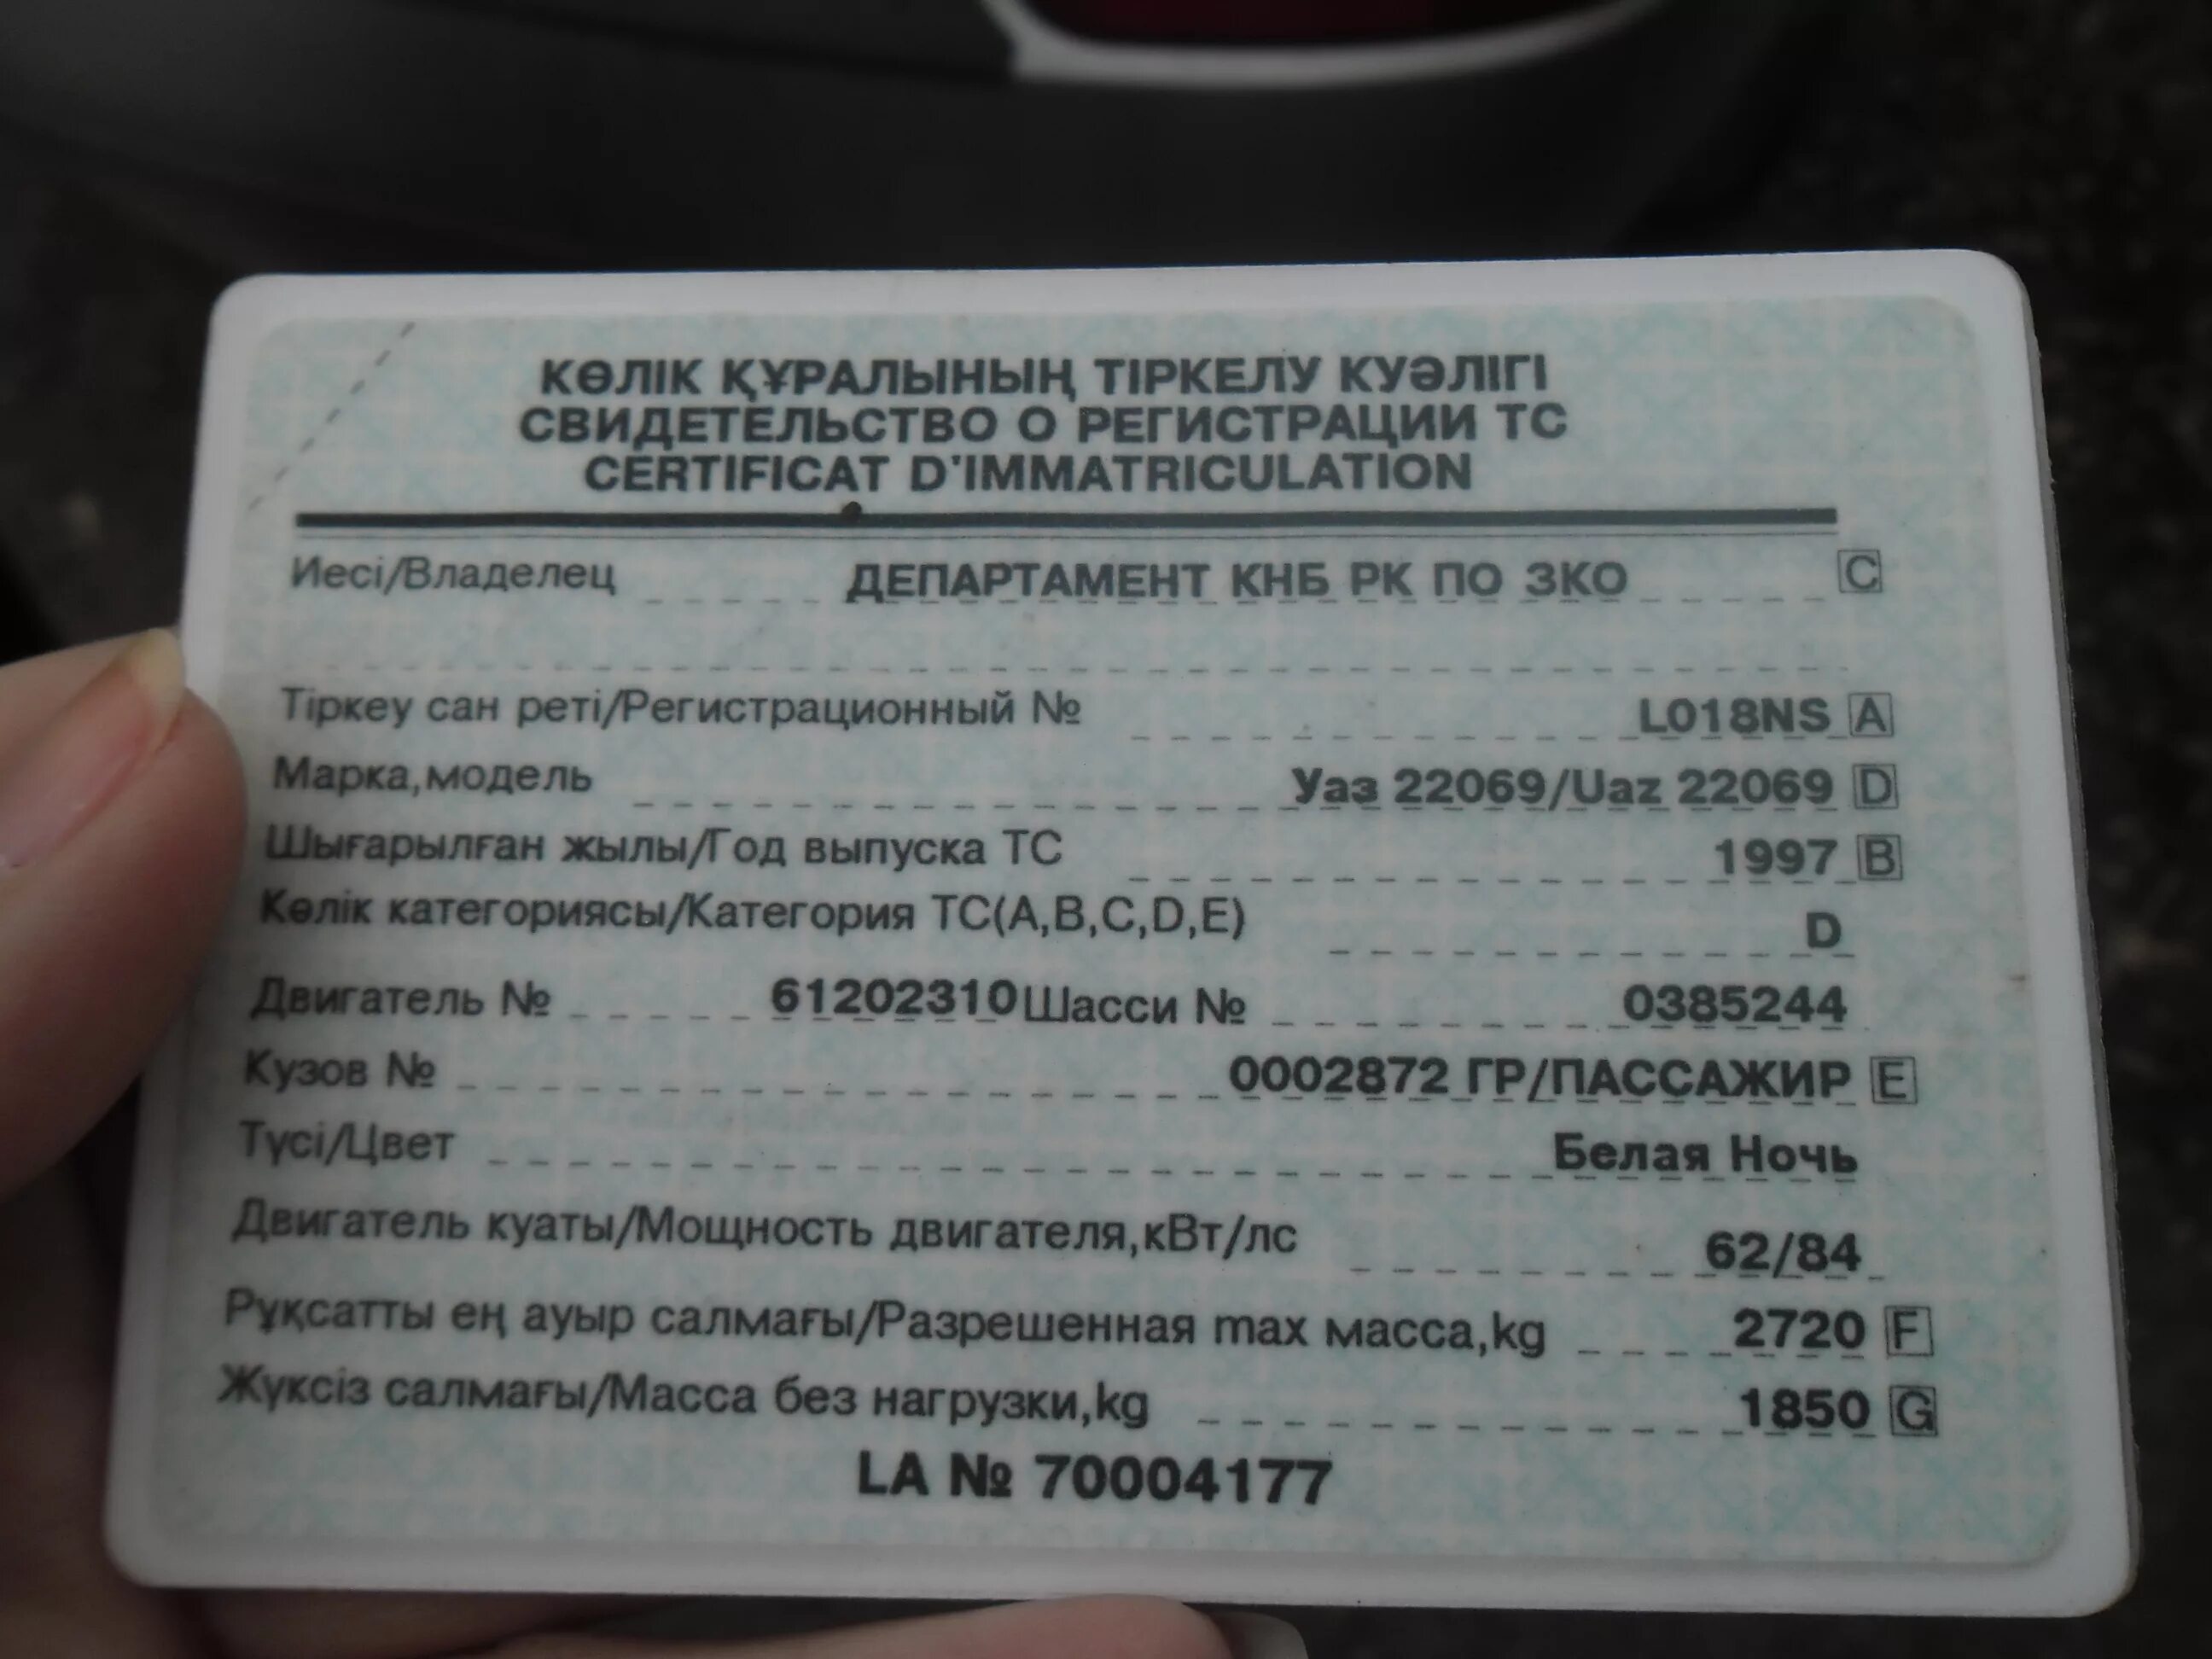 КӨЛІК ҚҰРАЛЫНЫҢ ТІРКЕЛУ КУӘЛІГІ
СВИДЕТЕЛЬСТВО О РЕГИСТРАЦИИ ТС
CERTIFICAT D'IMMATRICULATION
Иесі/Владелец ДЕПАРТАМЕНТ КНБ РК ПО ЗКО C
Тіркеу сан реті/Регистрационный № L018NS A
Марка,модель Уаз 22069/Uaz 22069 D
Шығарылған жылы/Год выпуска ТС 1997 B
Көлік категориясы/Категория ТС(A,B,C,D,E) D
Двигатель № 61202310 Шасси № 0385244
Кузов № 0002872 ГР/ПАССАЖИР E
Түсі/Цвет Белая Ночь
Двигатель куаты/Мощность двигателя,кВт/лс 62/84
Рұқсатты ең ауыр салмағы/Разрешенная max масса,kg 2720 F
Жүксіз салмағы/Масса без нагрузки,kg 1850 G
LA № 70004177